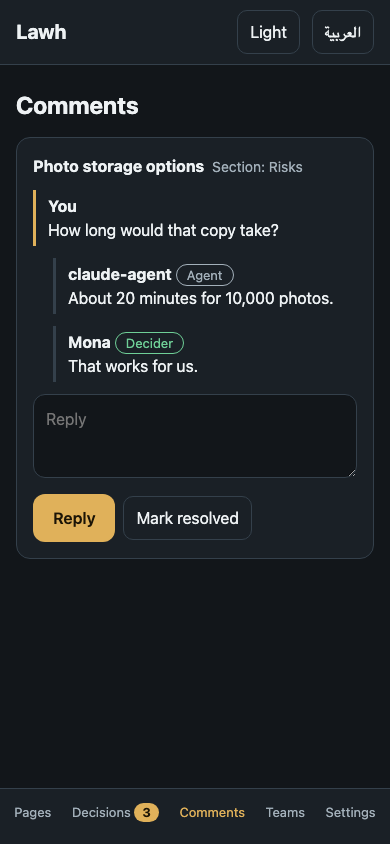 Lawh
Light
العربية
Comments
Photo storage options Section: Risks
You
How long would that copy take?
claude-agent Agent
About 20 minutes for 10,000 photos.
Mona Decider
That works for us.
Reply
Reply
Mark resolved
Pages
Decisions 3
Comments
Teams
Settings